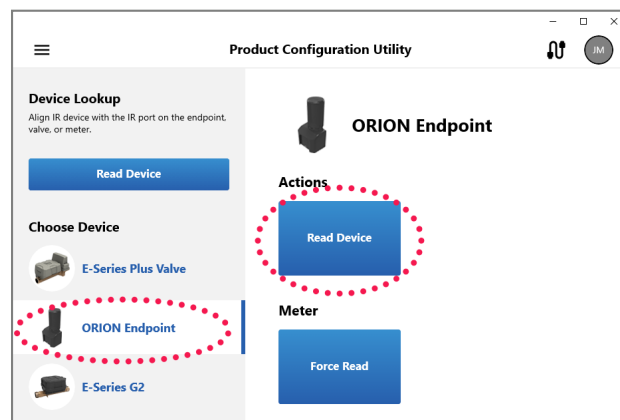 Product Configuration Utility
JM
Device Lookup
Align IR device with the IR port on the endpoint,
valve, or meter.
Read Device
Choose Device
E-Series Plus Valve
ORION Endpoint
E-Series G2
ORION Endpoint
Actions
Read Device
Meter
Force Read